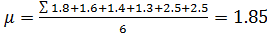 μ = (∑ 1.8+1.6+1.4+1.3+2.5+2.5) / 6 = 1.85